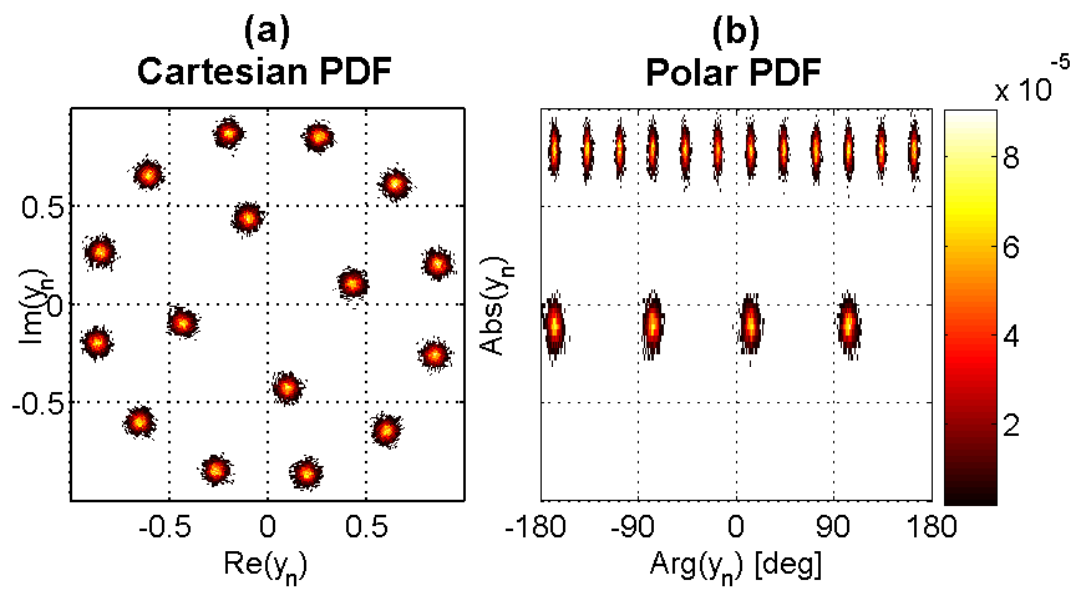 (a)
Cartesian PDF
(b)
Polar PDF
x 10⁻⁵
Im(yₙ)
0.5
0
-0.5
-0.5
0
0.5
Re(yₙ)
Abs(yₙ)
-180
-90
0
90
180
Arg(yₙ) [deg]
8
6
4
2